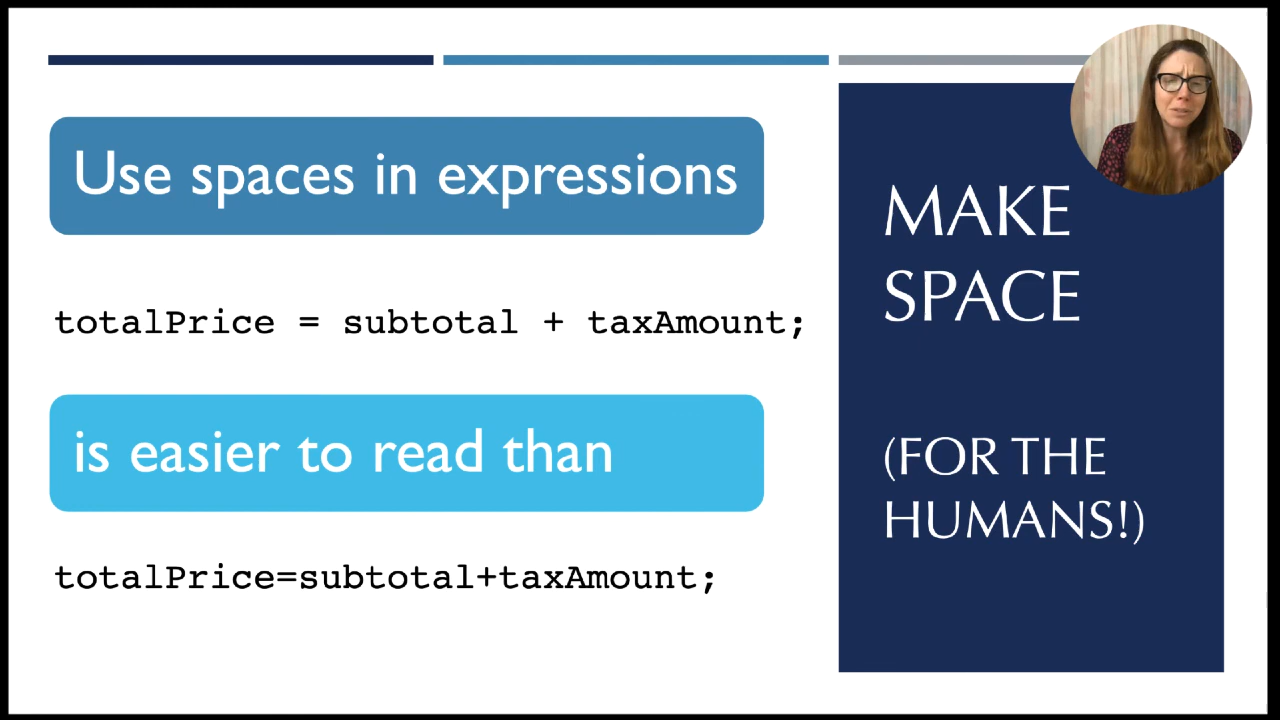 Use spaces in expressions
totalPrice = subtotal + taxAmount;
is easier to read than
totalPrice=subtotal+taxAmount;
MAKE
SPACE
(FOR THE
HUMANS!)